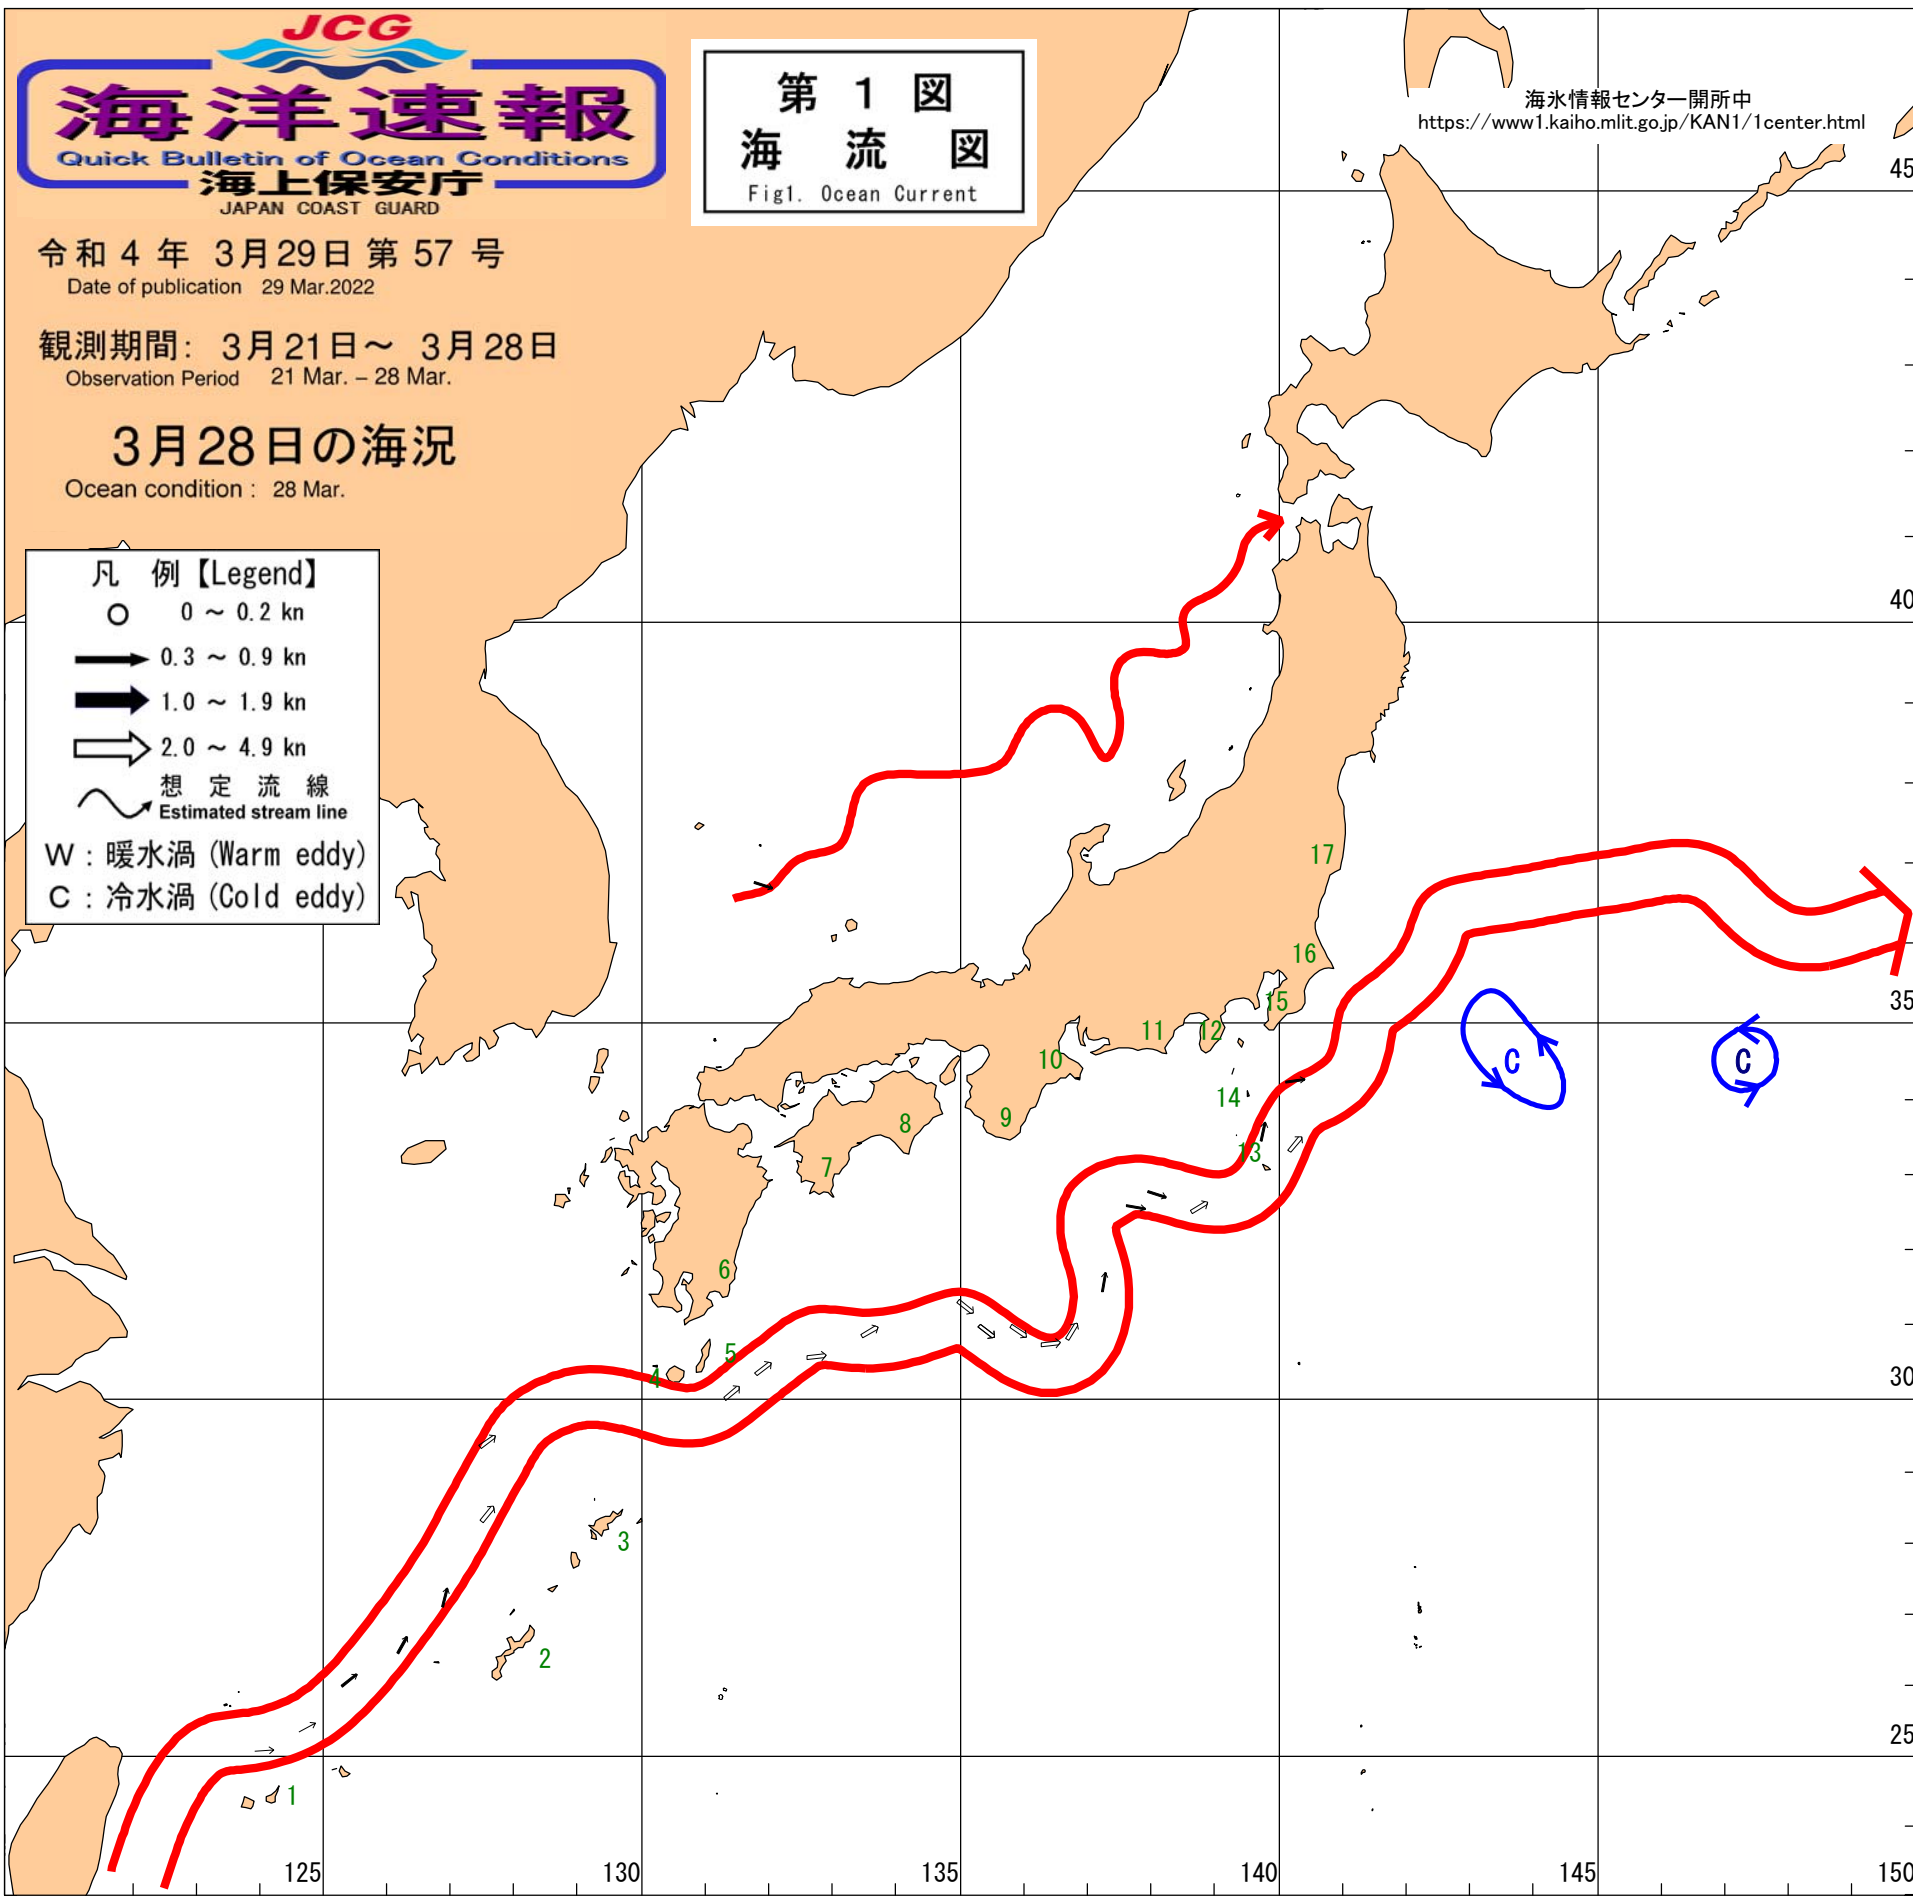 JCG
海洋速報
Quick Bulletin of Ocean Conditions
海上保安庁
JAPAN COAST GUARD
第 1 図
海 流 図
Fig1. Ocean Current
海氷情報センター開所中
https://www1.kaiho.mlit.go.jp/KAN1/1center.html
令和 4 年 3月29日 第 57 号
Date of publication 29 Mar.2022
観測期間: 3月21日～ 3月28日
Observation Period 21 Mar. – 28 Mar.
3月28日の海況
Ocean condition : 28 Mar.
凡 例【Legend】
0 ～ 0.2 kn
0.3 ～ 0.9 kn
1.0 ～ 1.9 kn
2.0 ～ 4.9 kn
想 定 流 線
Estimated stream line
W : 暖水渦 (Warm eddy)
C : 冷水渦 (Cold eddy)
45
40
17
16
35
15
12
11
10
C
C
14
9
8
13
7
6
5
4
30
3
2
25
1
125
130
135
140
145
150